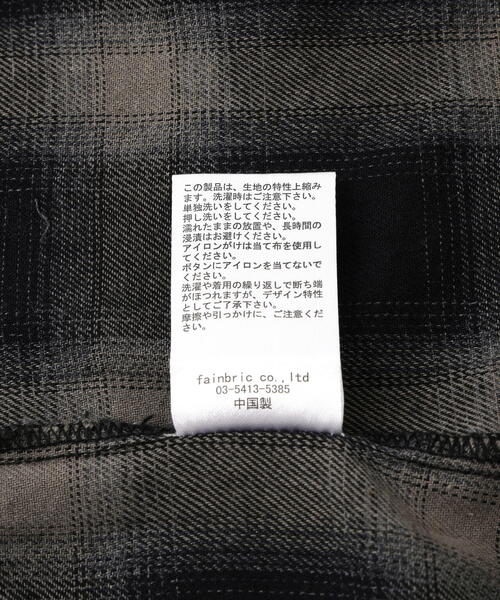 この製品は、生地の特性上縮み
ます。洗濯時はご注意下さい。
単独洗いをしてください。
押し洗いをしてください。
濡れたままの放置や、長時間の
浸漬はお避けください。
アイロンがけは当て布を使用し
てください。
ボタンにアイロンを当てないで
ください。
洗濯や着用の繰り返しで断ち端
がほつれますが、デザイン特性
としてご了承下さい。
摩擦や引っかけに、ご注意くだ
さい。
fainbric co.,ltd
03-5413-5385
中国製